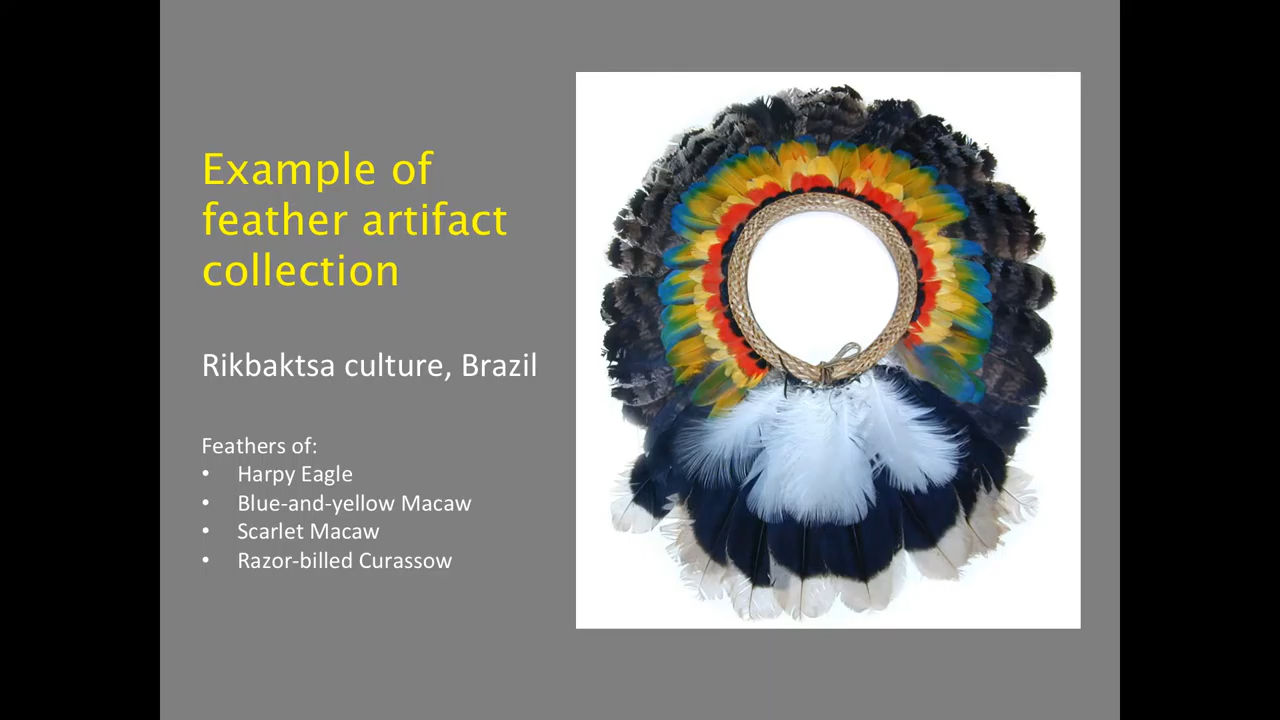 Example of
feather artifact
collection
Rikbaktsa culture, Brazil
Feathers of:
• Harpy Eagle
• Blue-and-yellow Macaw
• Scarlet Macaw
• Razor-billed Curassow